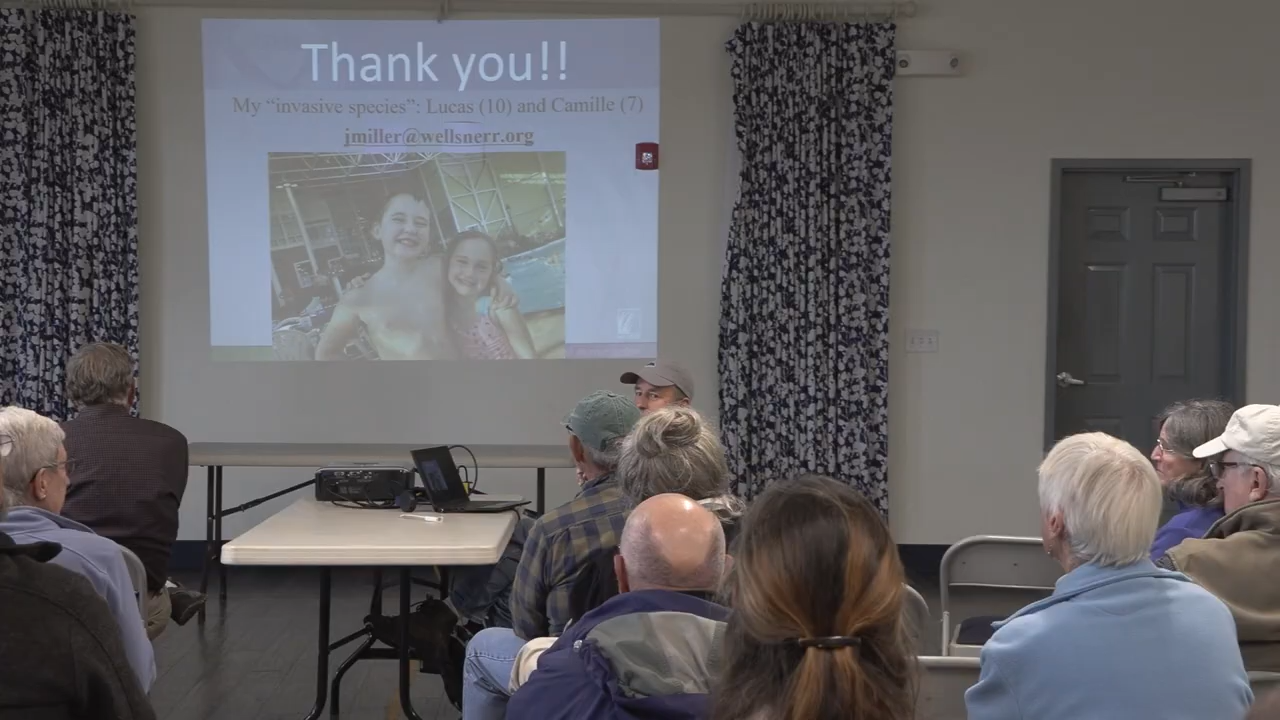 Thank you!!
My “invasive species”: Lucas (10) and Camille (7)
jmiller@wellsnerr.org